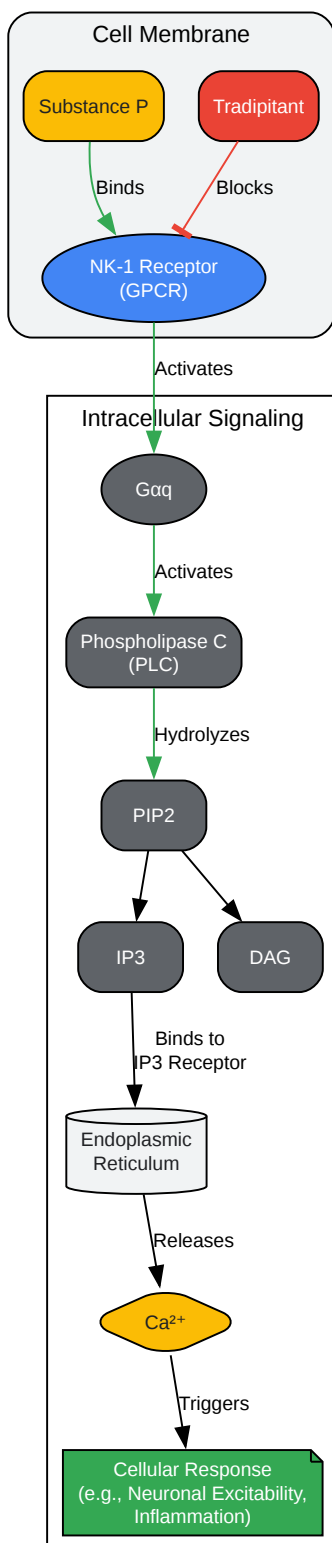 Cell Membrane
Substance P
Tradipitant
Binds
Blocks
NK-1 Receptor
(GPCR)
Activates
Intracellular Signaling
Gαq
Activates
Phospholipase C
(PLC)
Hydrolyzes
PIP2
IP3
DAG
Binds to
IP3 Receptor
Endoplasmic
Reticulum
Releases
Ca²⁺
Triggers
Cellular Response
(e.g., Neuronal Excitability,
Inflammation)